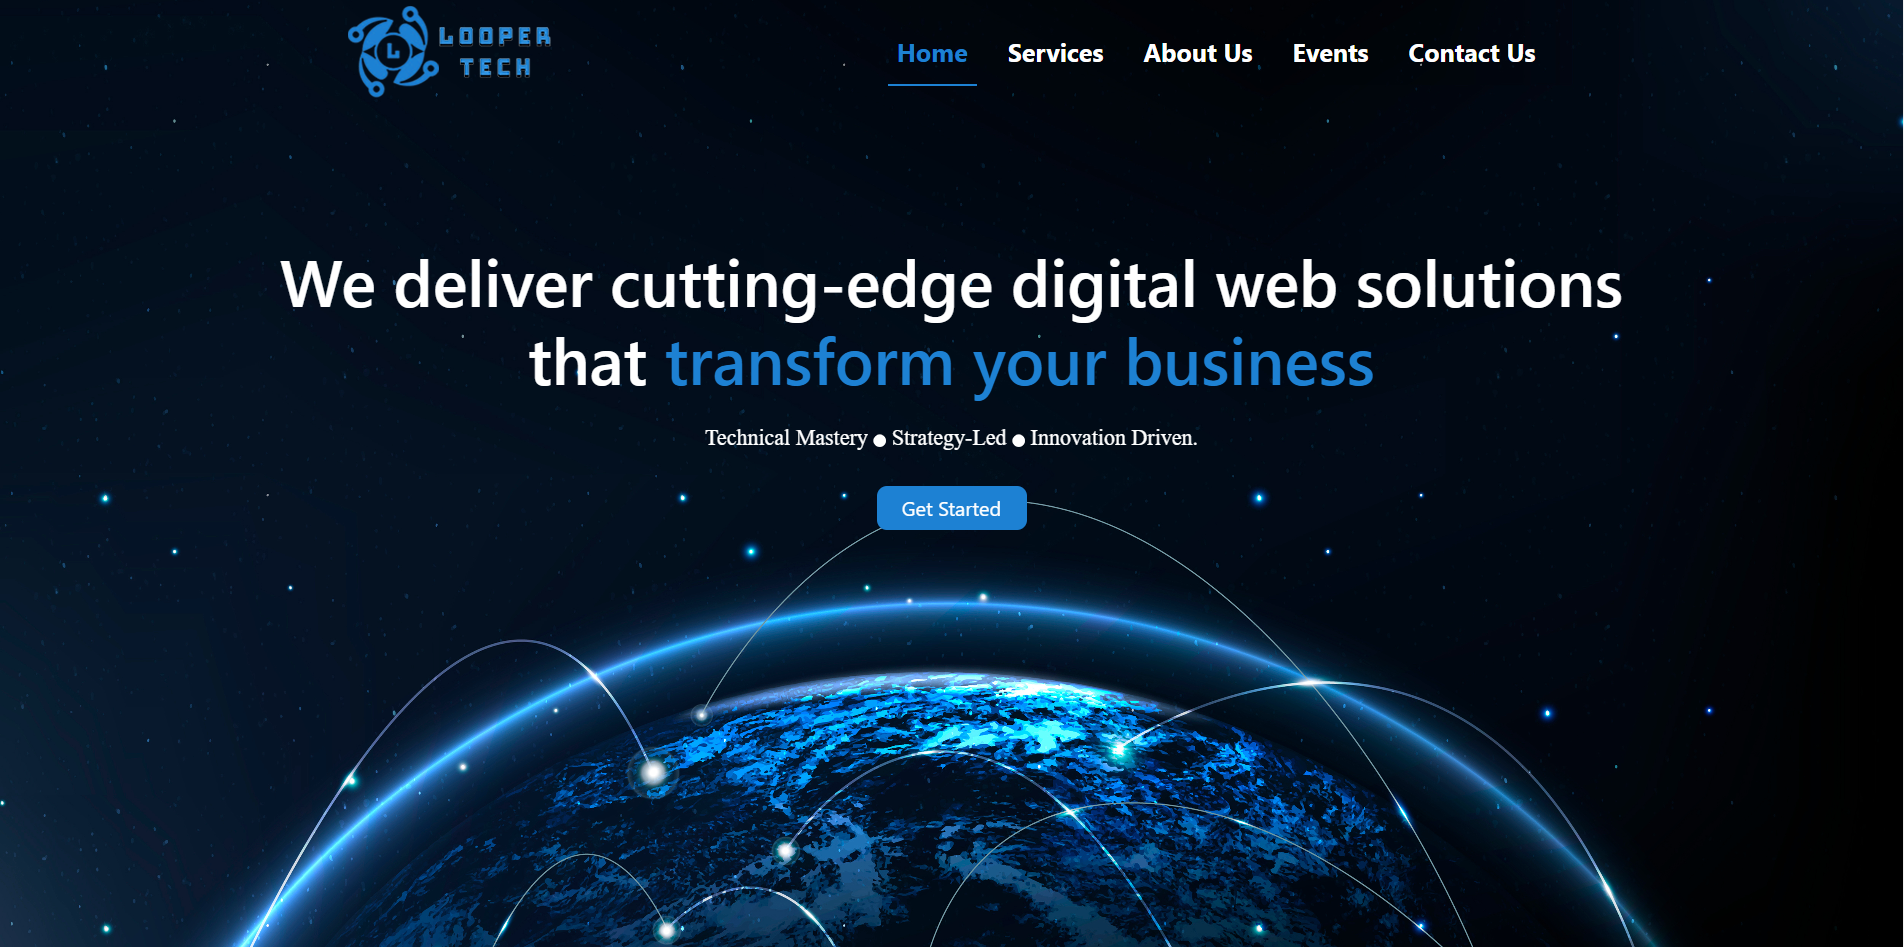 L
LOOPER
TECH
Home Services About Us Events Contact Us
We deliver cutting-edge digital web solutions
that transform your business
Technical Mastery ● Strategy-Led ● Innovation Driven.
Get Started